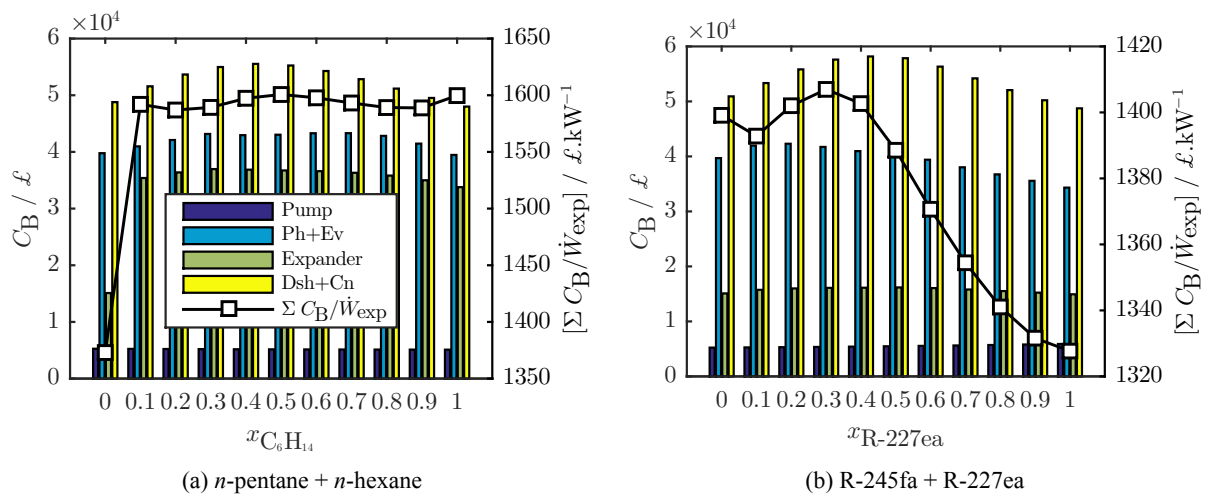 ×10⁴
6
5
4
3
2
1
0
C_B / £
1650
1600
1550
1500
1450
1400
1350
[Σ C_B/Ẇ_exp] / £.kW⁻¹
Pump
Ph+Ev
Expander
Dsh+Cn
Σ C_B/Ẇ_exp
0 0.1 0.2 0.3 0.4 0.5 0.6 0.7 0.8 0.9 1
x_C₆H₁₄
(a) n-pentane + n-hexane
×10⁴
6
5
4
3
2
1
0
C_B / £
1420
1400
1380
1360
1340
1320
[Σ C_B/Ẇ_exp] / £.kW⁻¹
0 0.1 0.2 0.3 0.4 0.5 0.6 0.7 0.8 0.9 1
x_R-227ea
(b) R-245fa + R-227ea